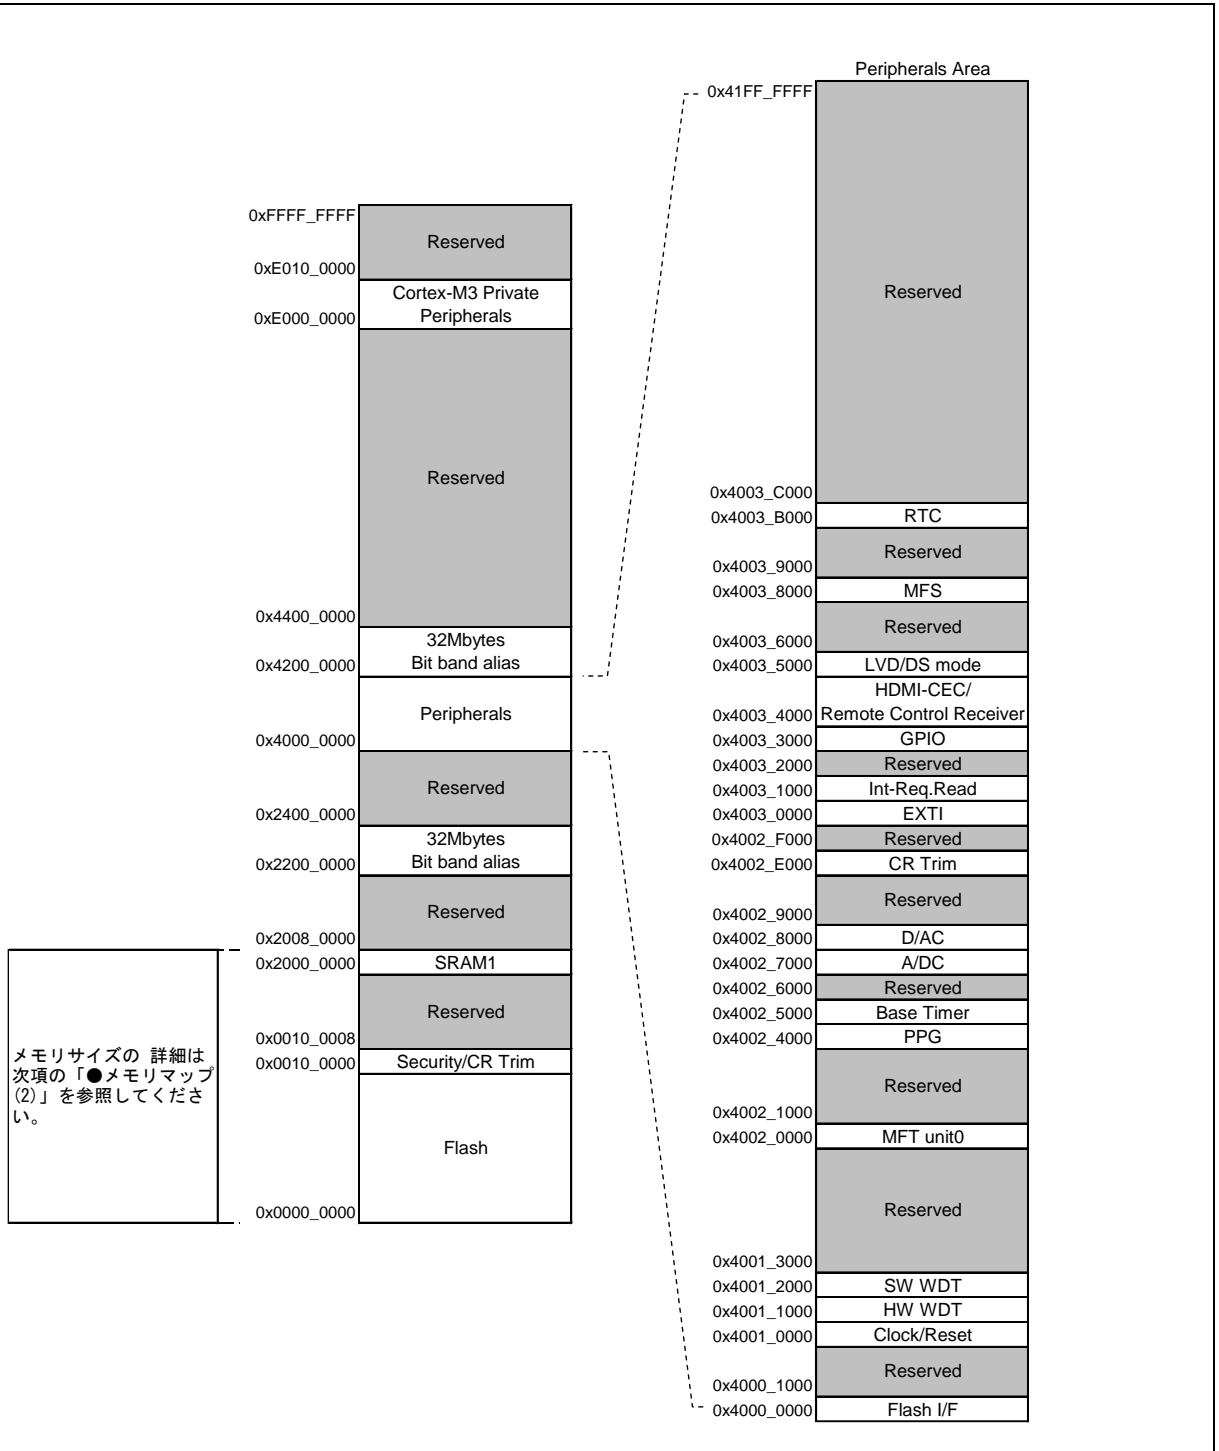 Peripherals Area
0x41FF_FFFF
Reserved
0x4003_C000
0x4003_B000 RTC
Reserved
0x4003_9000
0x4003_8000 MFS
Reserved
0x4003_6000
0x4003_5000 LVD/DS mode
HDMI-CEC/
0x4003_4000 Remote Control Receiver
0x4003_3000 GPIO
0x4003_2000 Reserved
0x4003_1000 Int-Req.Read
0x4003_0000 EXTI
0x4002_F000 Reserved
0x4002_E000 CR Trim
Reserved
0x4002_9000
0x4002_8000 D/AC
0x4002_7000 A/DC
0x4002_6000 Reserved
0x4002_5000 Base Timer
0x4002_4000 PPG
Reserved
0x4002_1000
0x4002_0000 MFT unit0
Reserved
0x4001_3000
0x4001_2000 SW WDT
0x4001_1000 HW WDT
0x4001_0000 Clock/Reset
Reserved
0x4000_1000
0x4000_0000 Flash I/F
0xFFFF_FFFF
Reserved
0xE010_0000
Cortex-M3 Private
0xE000_0000 Peripherals
Reserved
0x4400_0000
32Mbytes
0x4200_0000 Bit band alias
Peripherals
0x4000_0000
Reserved
0x2400_0000
32Mbytes
0x2200_0000 Bit band alias
Reserved
0x2008_0000
0x2000_0000 SRAM1
Reserved
0x0010_0008
0x0010_0000 Security/CR Trim
Flash
0x0000_0000
メモリサイズの 詳細は
次項の「●メモリマップ
(2)」を参照してくださ
い。